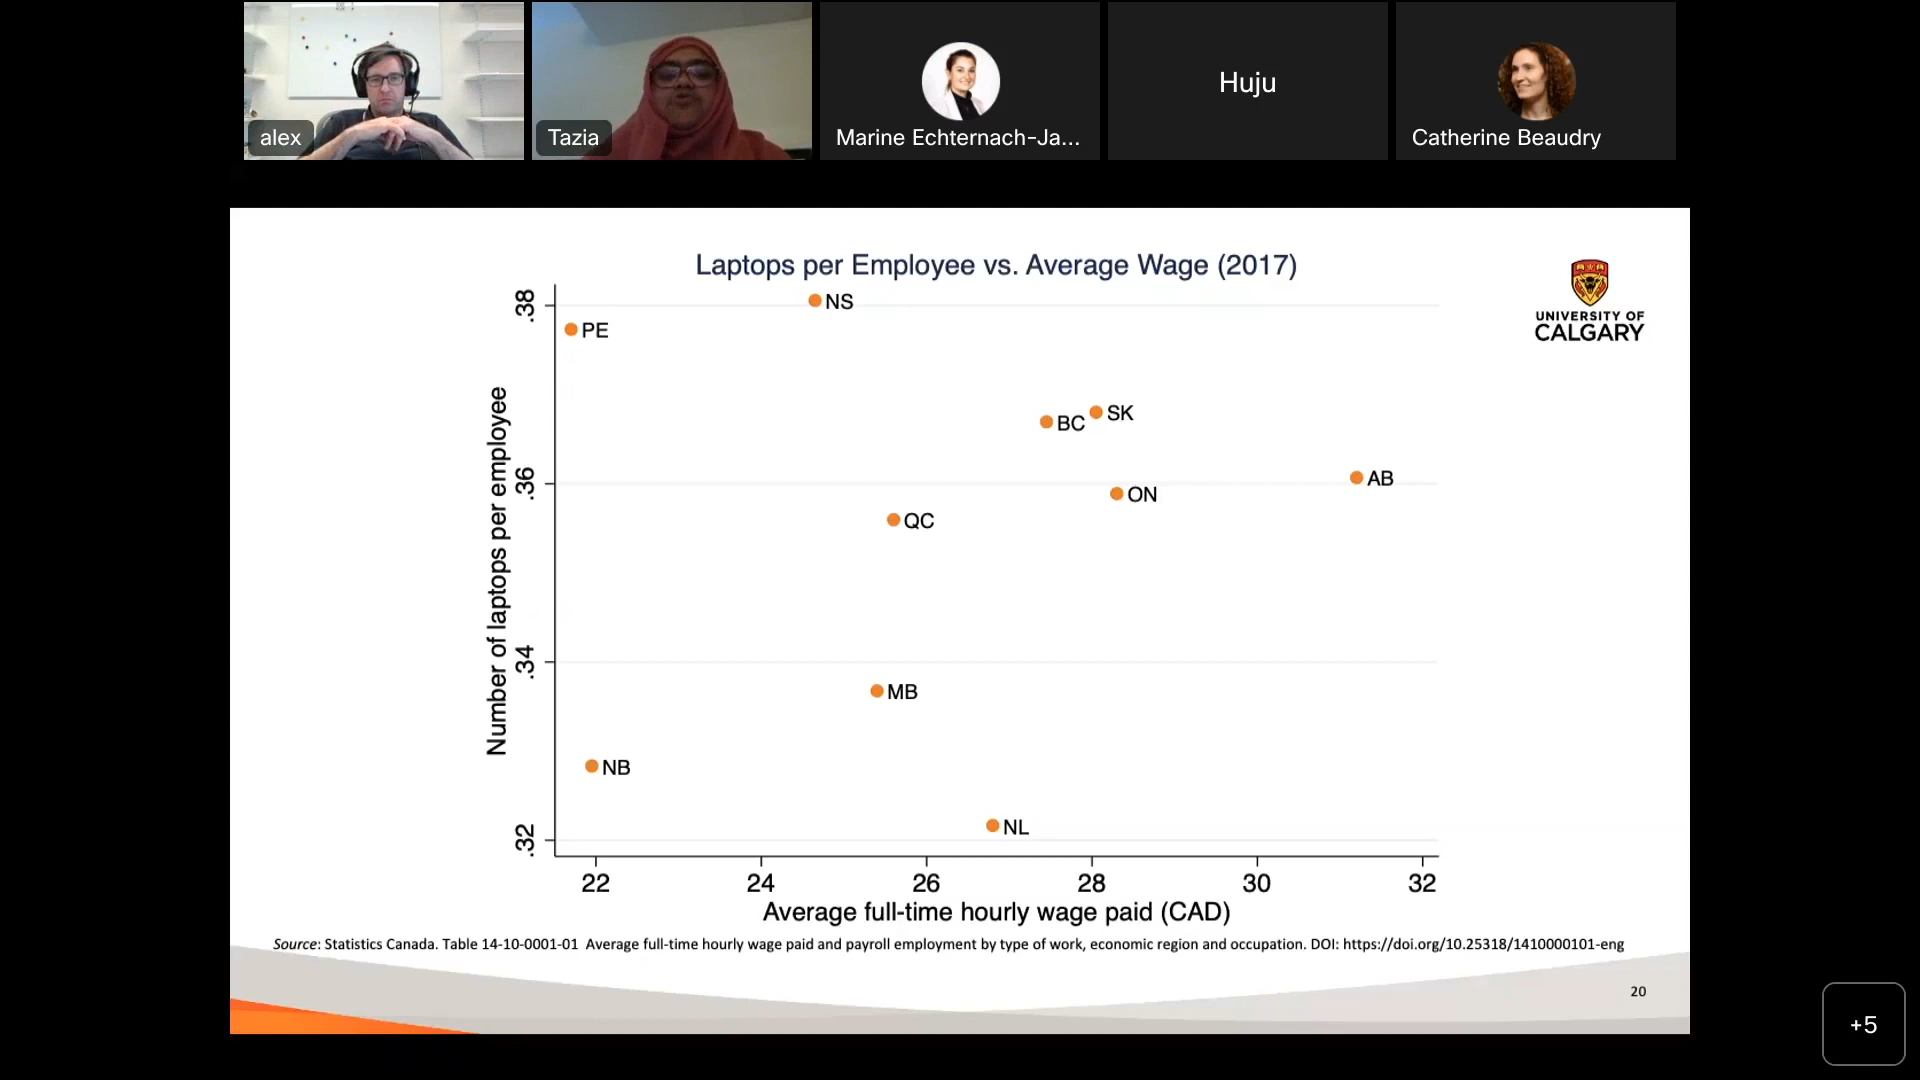 alex
Tazia
Marine Echternach-Ja...
Huju
Catherine Beaudry
Laptops per Employee vs. Average Wage (2017)
UNIVERSITY OF
CALGARY
Number of laptops per employee
.38
.36
.34
.32
NS
PE
BC
SK
AB
ON
QC
MB
NB
NL
22 24 26 28 30 32
Average full-time hourly wage paid (CAD)
Source: Statistics Canada. Table 14-10-0001-01 Average full-time hourly wage paid and payroll employment by type of work, economic region and occupation. DOI: https://doi.org/10.25318/1410000101-eng
20
+5